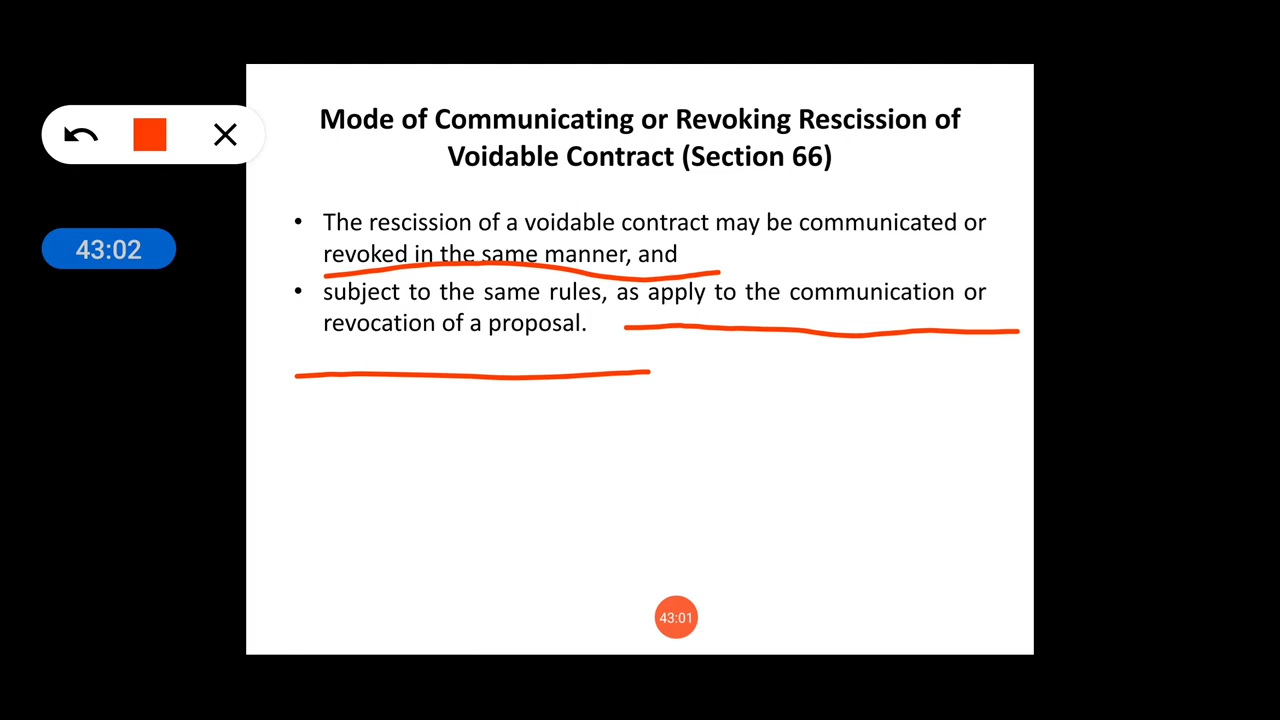 Mode of Communicating or Revoking Rescission of
Voidable Contract (Section 66)
43:02
• The rescission of a voidable contract may be communicated or
revoked in the same manner, and
• subject to the same rules, as apply to the communication or
revocation of a proposal.
43:01